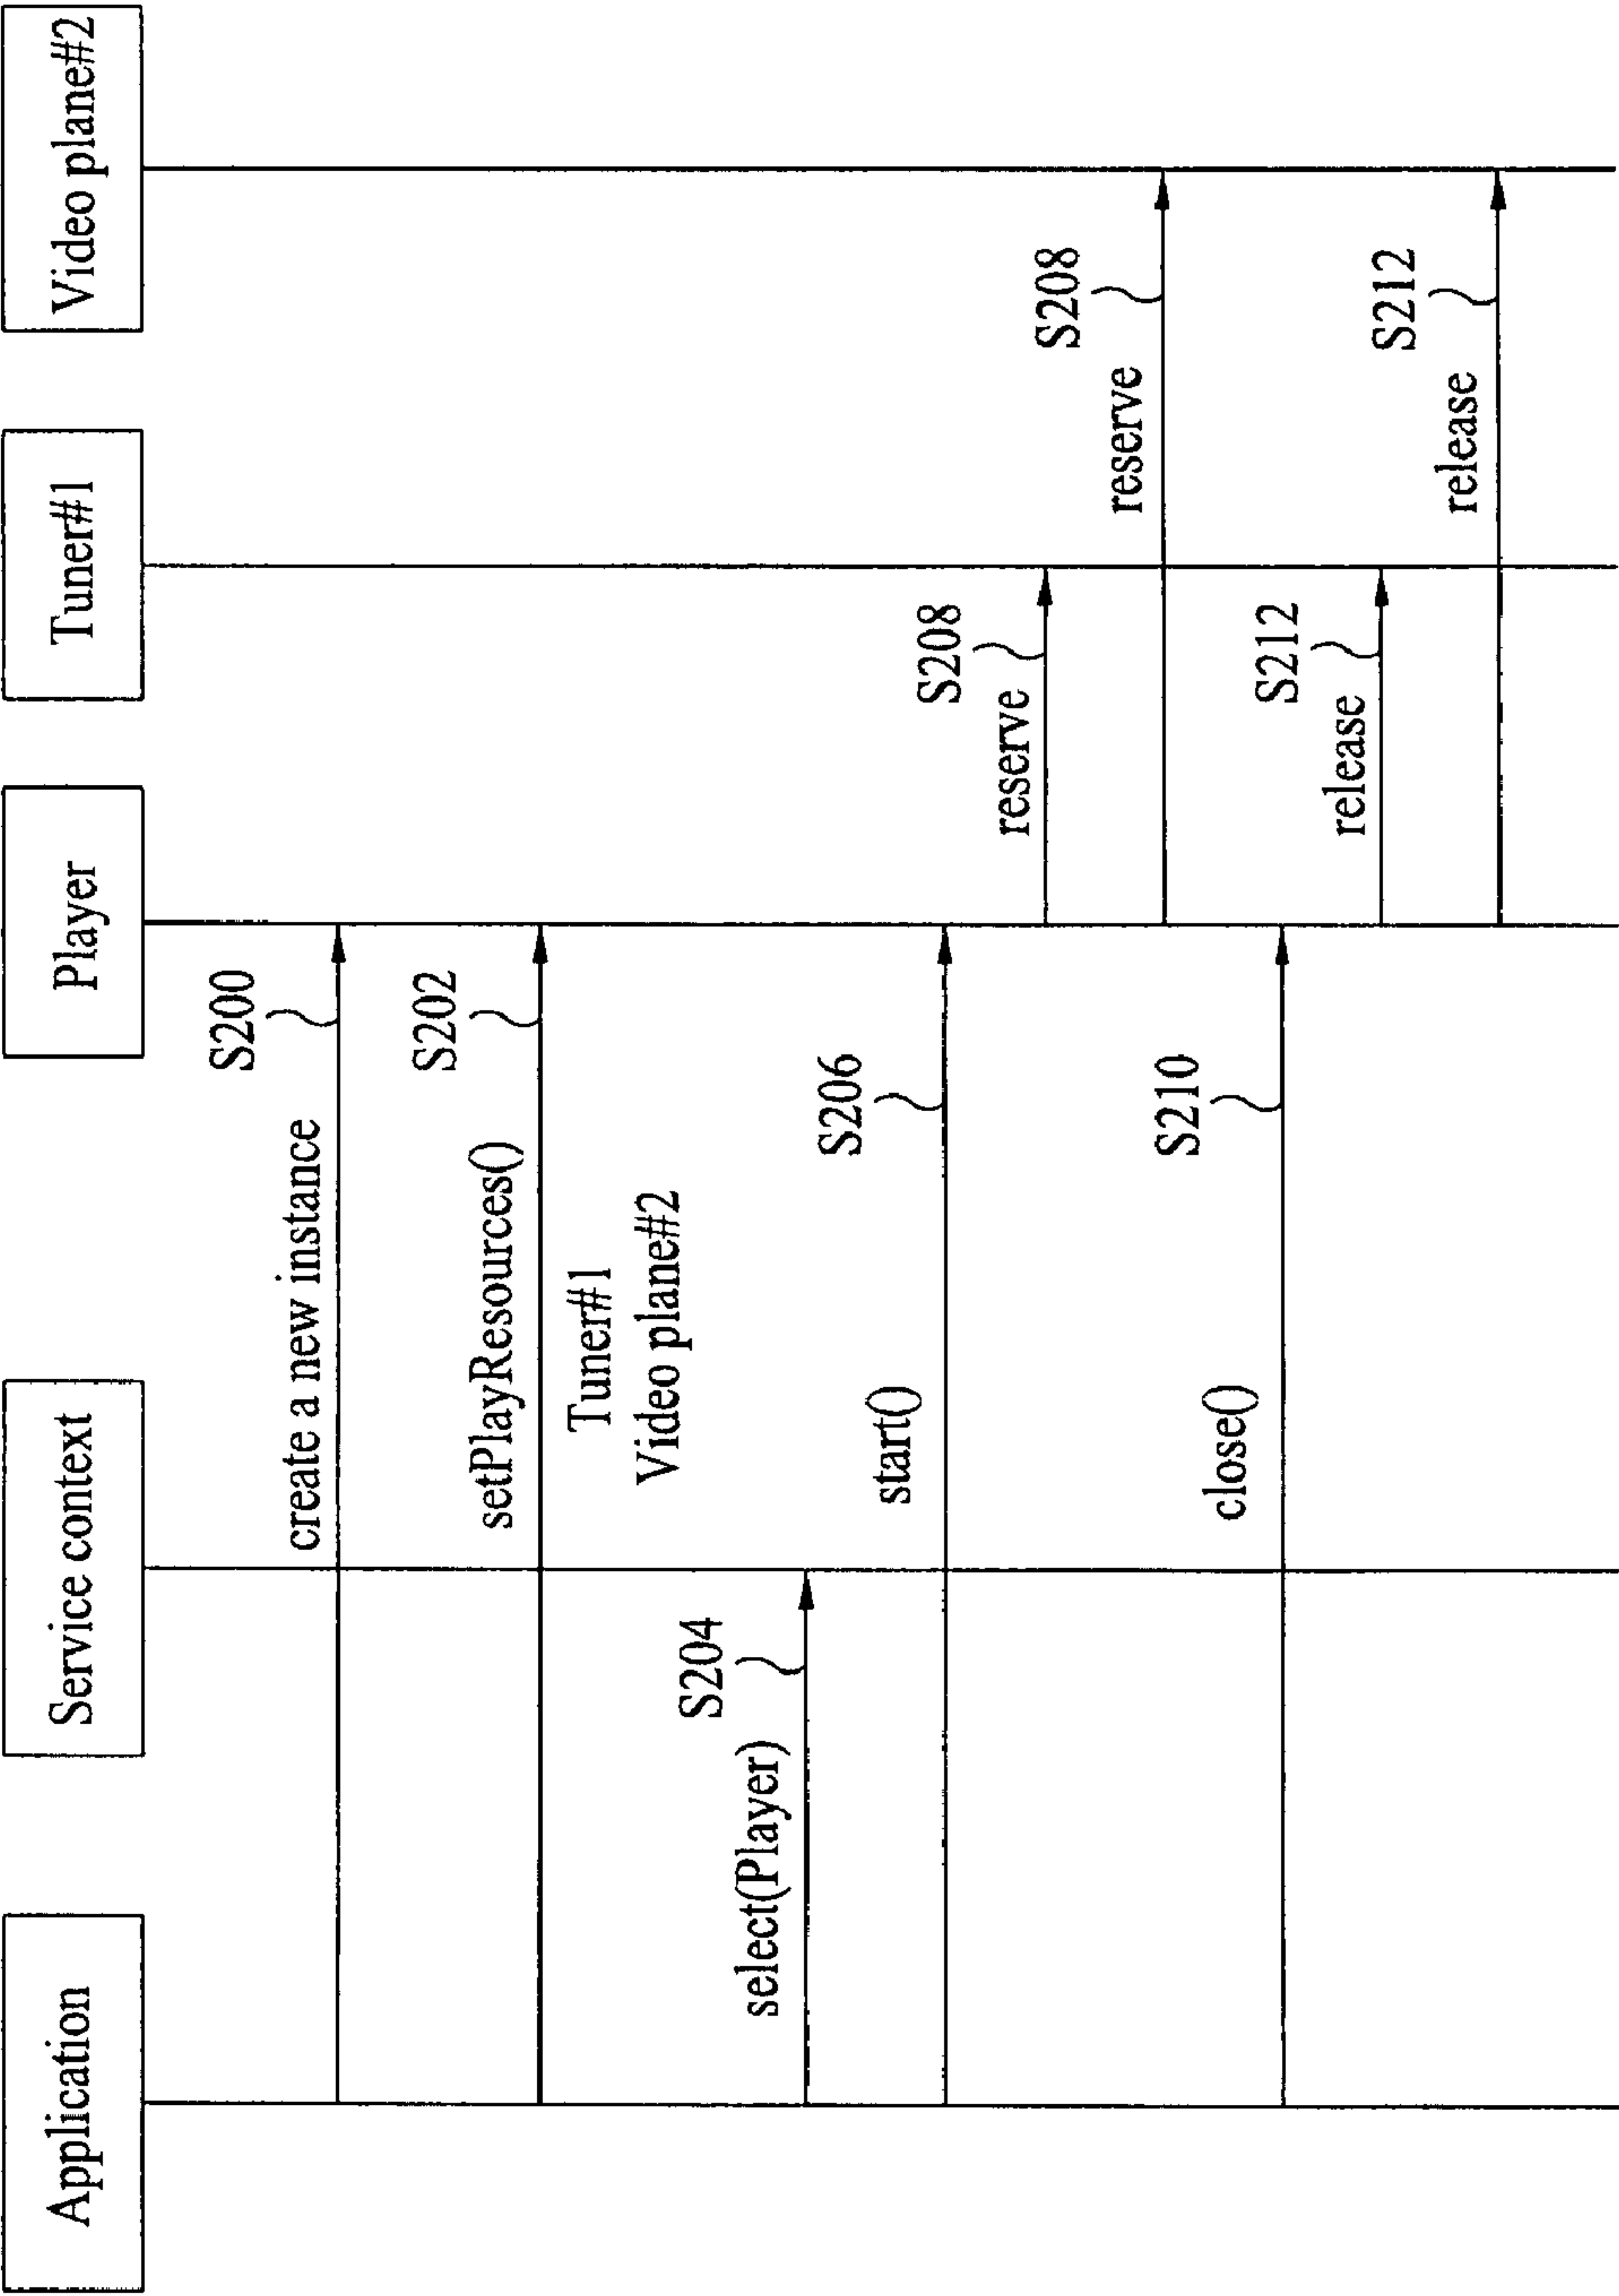 Application
Service context
Player
Tuner#1
Video plane#2
create a new instance
S200
setPlayResources()
S202
Tuner#1
Video plane#2
select(Player)
S204
start()
S206
reserve
S208
reserve
S208
close()
S210
release
S212
release
S212